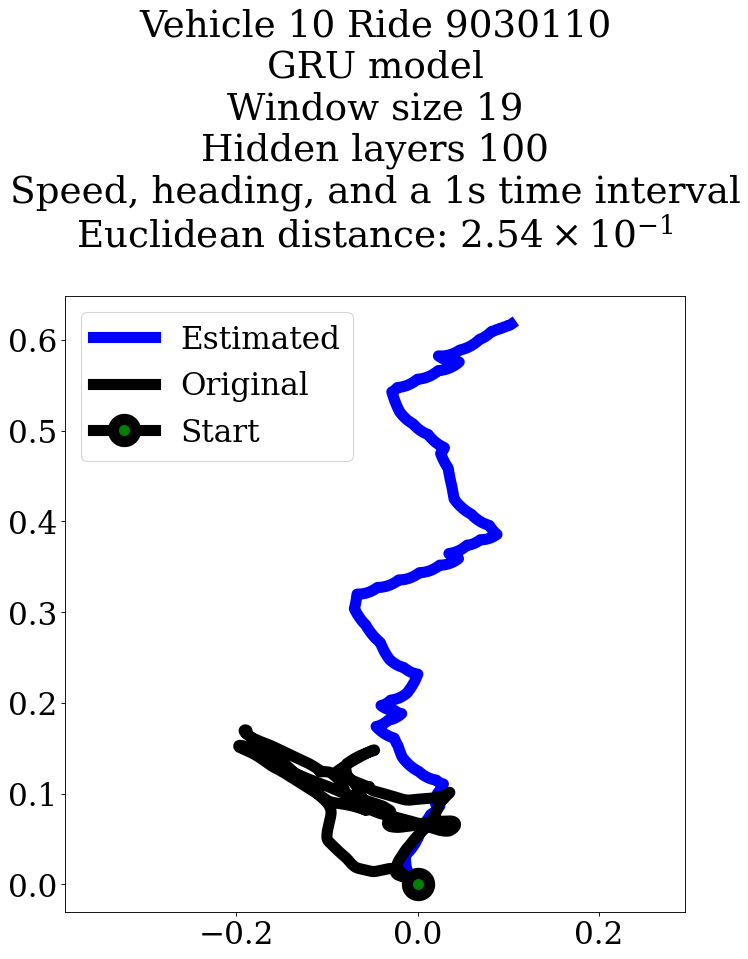 Vehicle 10 Ride 9030110
GRU model
Window size 19
Hidden layers 100
Speed, heading, and a 1s time interval
Euclidean distance: 2.54 × 10⁻¹
Estimated
Original
Start
0.6
0.5
0.4
0.3
0.2
0.1
0.0
−0.2 0.0 0.2